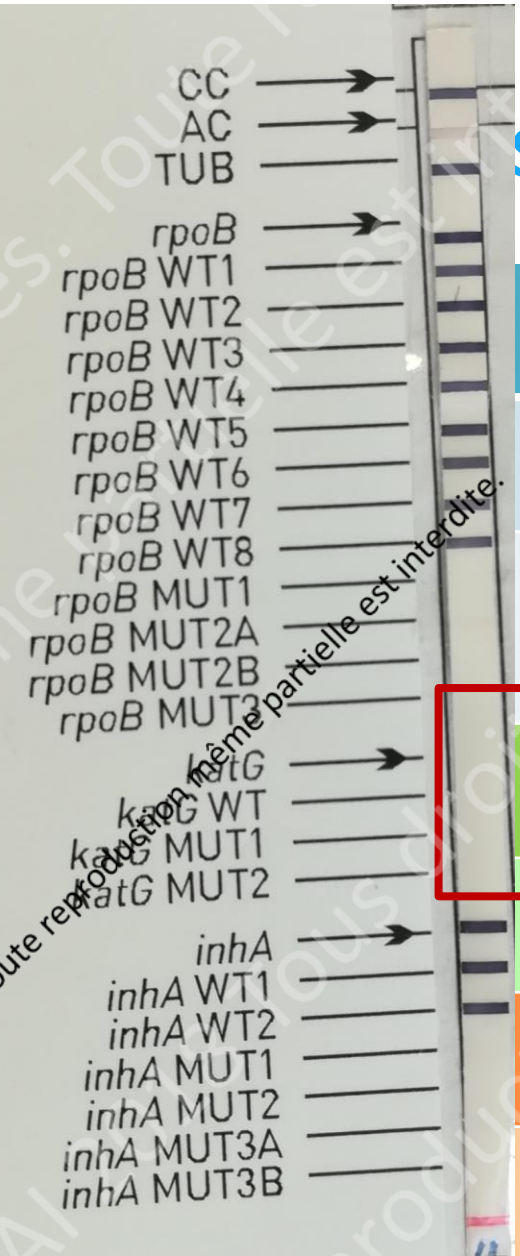 CC
AC
TUB
rpoB
rpoB WT1
rpoB WT2
rpoB WT3
rpoB WT4
rpoB WT5
rpoB WT6
rpoB WT7
rpoB WT8
rpoB MUT1
rpoB MUT2A
rpoB MUT2B
rpoB MUT3
katG
katG WT
katG MUT1
katG MUT2
inhA
inhA WT1
inhA WT2
inhA MUT1
inhA MUT2
inhA MUT3A
inhA MUT3B
reproduction même partielle est interdite.